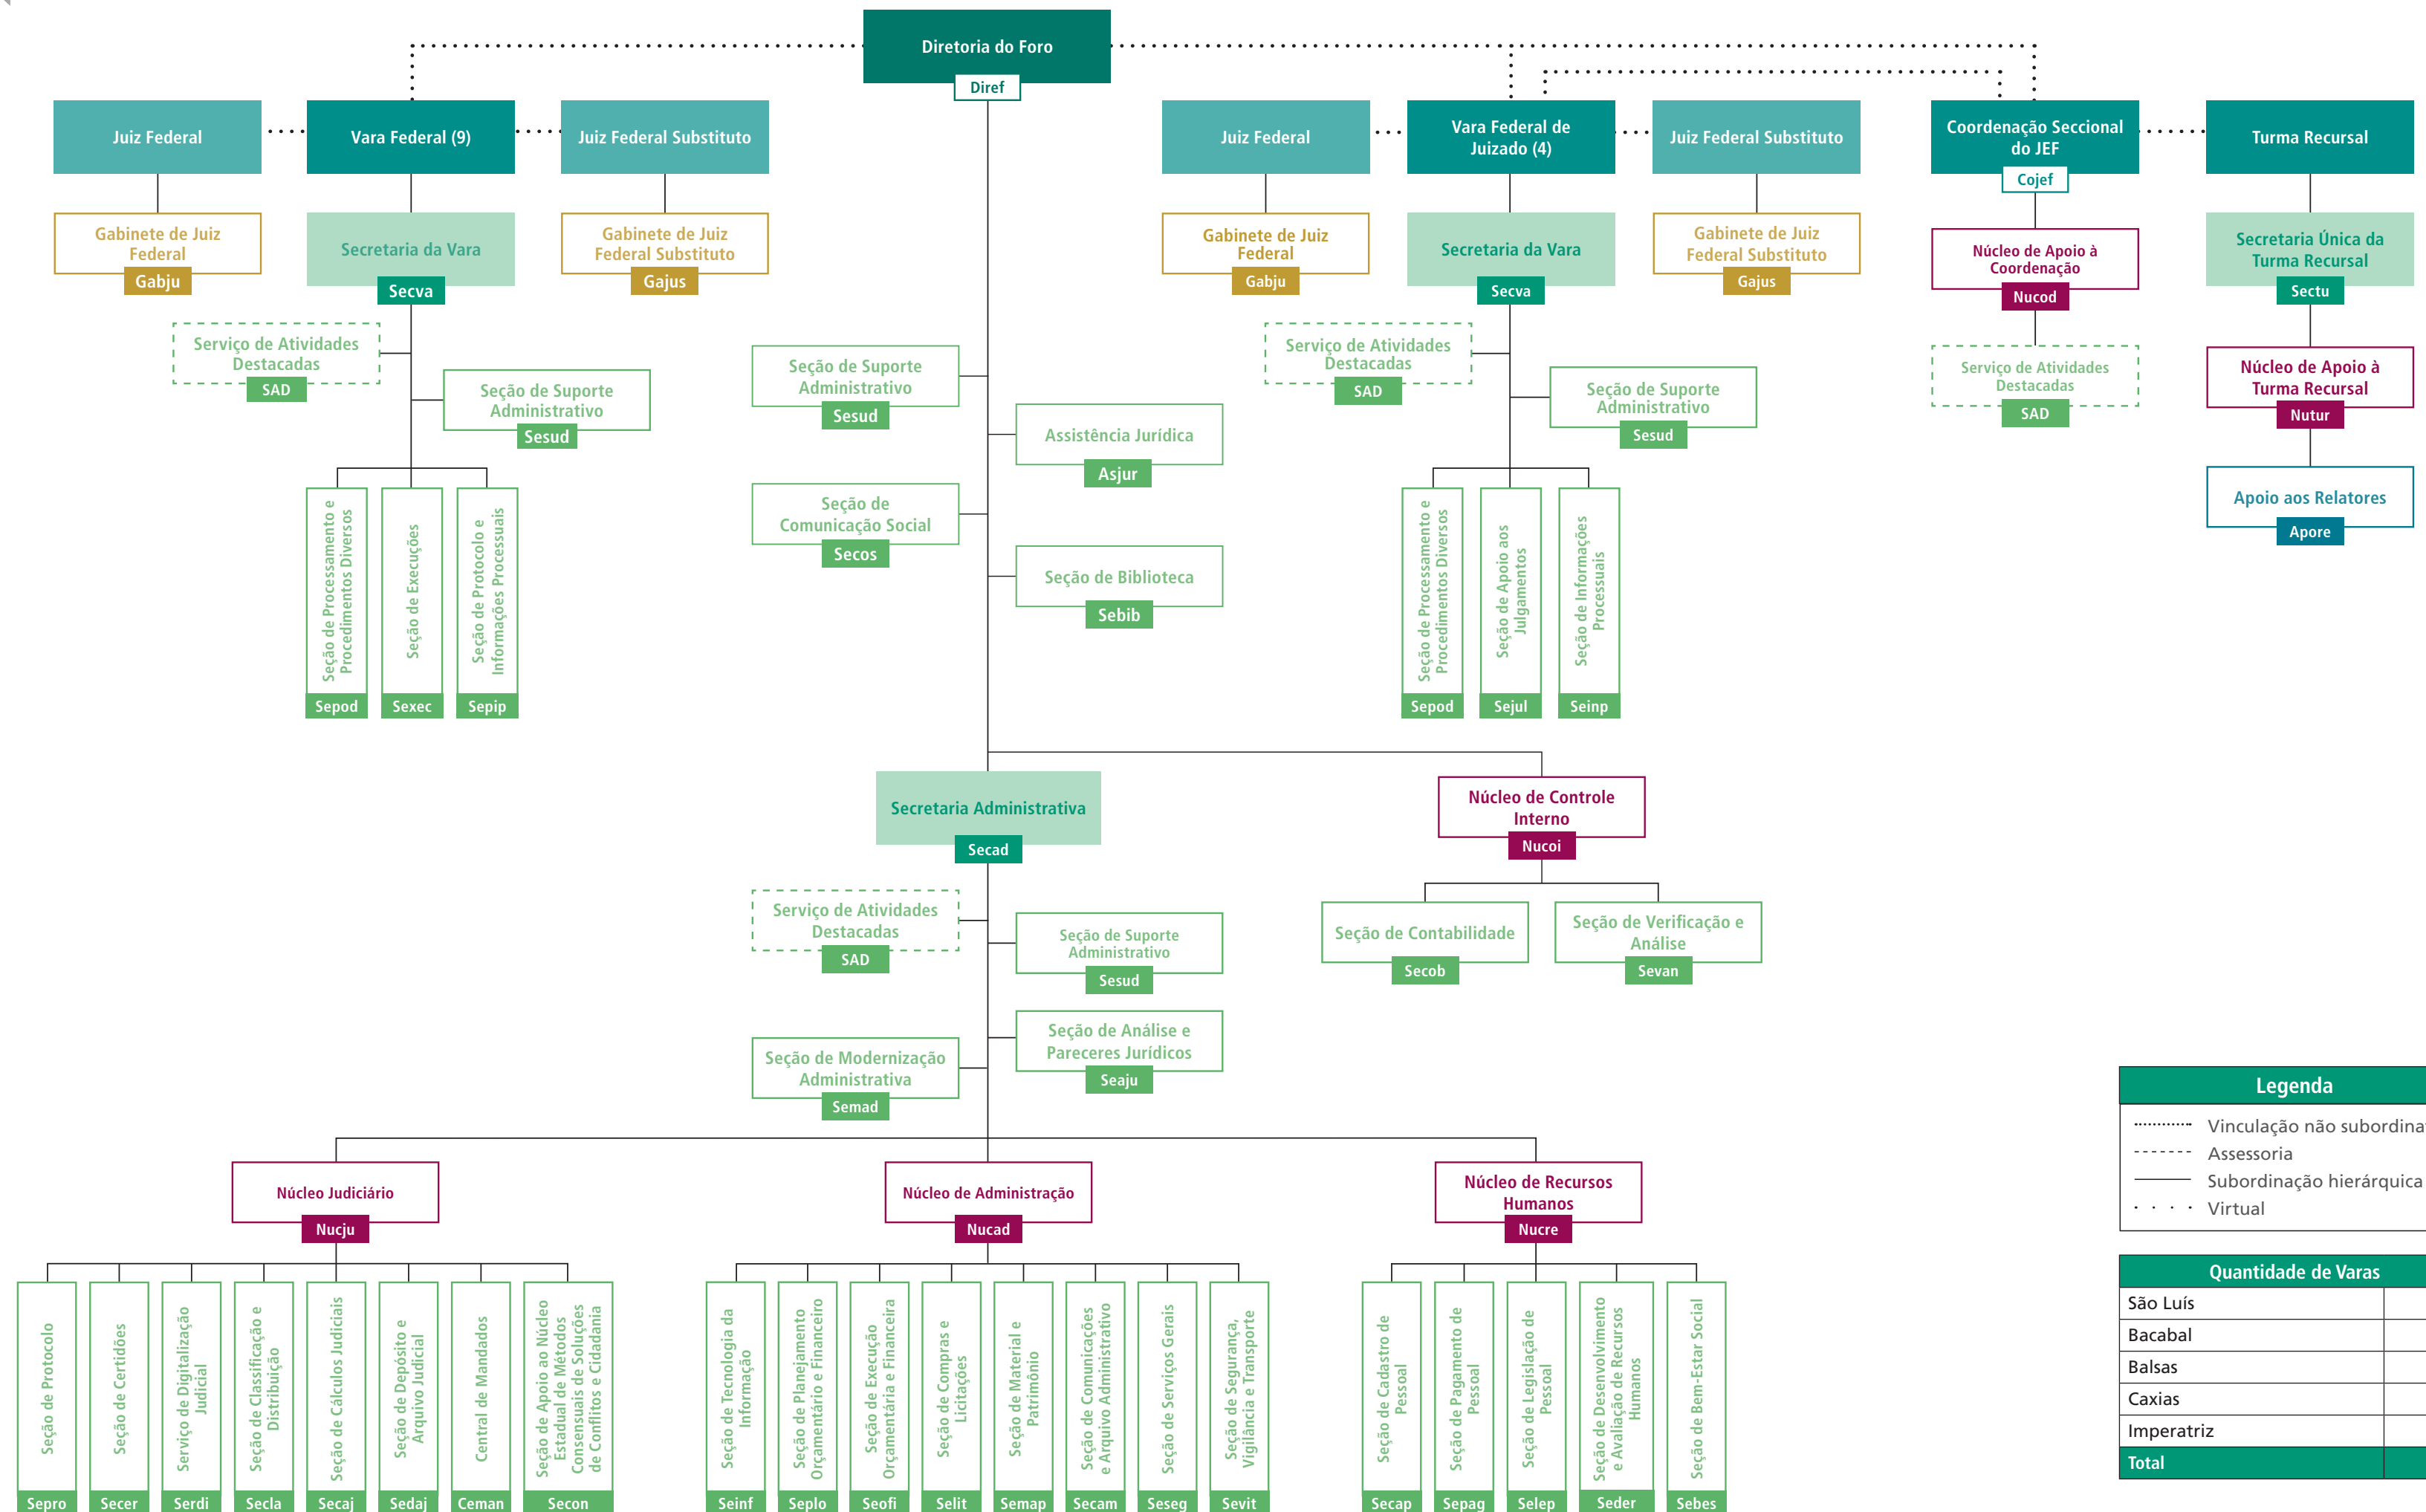 Diretoria do Foro
Diref
Juiz Federal
Vara Federal (9)
Juiz Federal Substituto
Juiz Federal
Vara Federal de
Juizado (4)
Juiz Federal Substituto
Coordenação Seccional
do JEF
Cojef
Turma Recursal
Gabinete de Juiz
Federal
Gabju
Secretaria da Vara
Secva
Gabinete de Juiz
Federal Substituto
Gajus
Gabinete de Juiz
Federal
Gabju
Secretaria da Vara
Secva
Gabinete de Juiz
Federal Substituto
Gajus
Núcleo de Apoio à
Coordenação
Nucod
Secretaria Única da
Turma Recursal
Sectu
Serviço de Atividades
Destacadas
SAD
Seção de Suporte
Administrativo
Sesud
Seção de Suporte
Administrativo
Sesud
Assistência Jurídica
Asjur
Seção de
Comunicação Social
Secos
Seção de Biblioteca
Sebib
Serviço de Atividades
Destacadas
SAD
Seção de Suporte
Administrativo
Sesud
Serviço de Atividades
Destacadas
SAD
Núcleo de Apoio à
Turma Recursal
Nutur
Apoio aos Relatores
Apore
Seção de Processamento e
Procedimentos Diversos
Sepod
Seção de Execuções
Sexec
Seção de Protocolo e
Informações Processuais
Sepip
Seção de Processamento e
Procedimentos Diversos
Sepod
Seção de Apoio aos
Julgamentos
Sejul
Seção de Informações
Processuais
Seinp
Secretaria Administrativa
Secad
Núcleo de Controle
Interno
Nucoi
Serviço de Atividades
Destacadas
SAD
Seção de Suporte
Administrativo
Sesud
Seção de Contabilidade
Secob
Seção de Verificação e
Análise
Sevan
Seção de Modernização
Administrativa
Semad
Seção de Análise e
Pareceres Jurídicos
Seaju
Núcleo Judiciário
Nucju
Núcleo de Administração
Nucad
Núcleo de Recursos
Humanos
Nucre
Seção de Protocolo
Sepro
Seção de Certidões
Secer
Serviço de Digitalização
Judicial
Serdi
Seção de Classificação e
Distribuição
Secla
Seção de Cálculos Judiciais
Secaj
Seção de Depósito e
Arquivo Judicial
Sedaj
Central de Mandados
Ceman
Seção de Apoio ao Núcleo
Estadual de Métodos
Consensuais de Soluções
de Conflitos e Cidadania
Secon
Seção de Tecnologia da
Informação
Seinf
Seção de Planejamento
Orçamentário e Financeiro
Seplo
Seção de Execução
Orçamentária e Financeira
Seofi
Seção de Compras e
Licitações
Selit
Seção de Material e
Patrimônio
Semap
Seção de Comunicações
e Arquivo Administrativo
Secam
Seção de Serviços Gerais
Seseg
Seção de Segurança,
Vigilância e Transporte
Sevit
Seção de Cadastro de
Pessoal
Secap
Seção de Pagamento de
Pessoal
Sepag
Seção de Legislação de
Pessoal
Selep
Seção de Desenvolvimento
e Avaliação de Recursos
Humanos
Seder
Seção de Bem-Estar Social
Sebes
Legenda
Vinculação não
Assessoria
Subordinação hierárquica
Virtual
Quantidade de Varas
São Luís
Bacabal
Balsas
Caxias
Imperatriz
Total